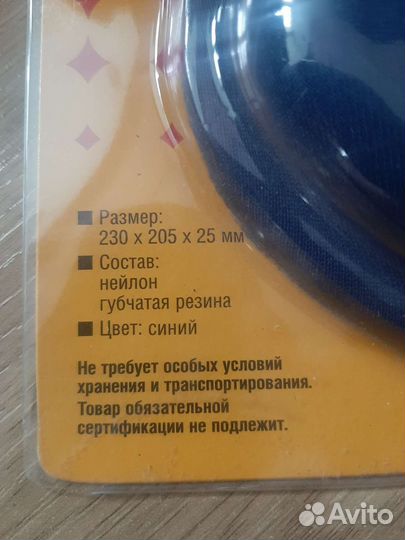 ■ Размер:
230 x 205 x 25 мм
■ Состав:
нейлон
губчатая резина
■ Цвет: синий
Не требует особых условий
хранения и транспортирования.
Товар обязательной
сертификации не подлежит.
Avito